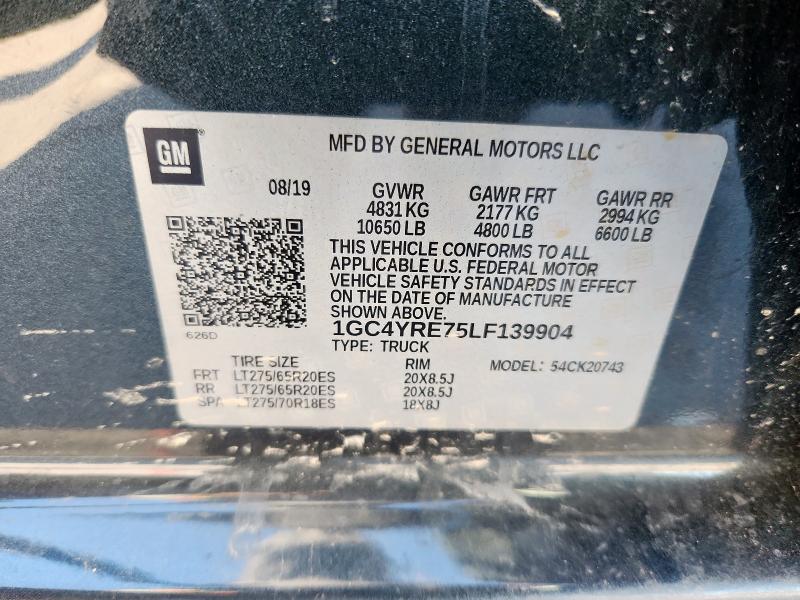 GM
MFD BY GENERAL MOTORS LLC
08/19 GVWR GAWR FRT GAWR RR
4831 KG 2177 KG 2994 KG
10650 LB 4800 LB 6600 LB
THIS VEHICLE CONFORMS TO ALL
APPLICABLE U.S. FEDERAL MOTOR
VEHICLE SAFETY STANDARDS IN EFFECT
ON THE DATE OF MANUFACTURE
SHOWN ABOVE.
626D
1GC4YRE75LF139904
TYPE: TRUCK MODEL: 54CK20743
TIRE SIZE RIM
FRT LT275/65R20ES 20X8.5J
RR LT275/65R20ES 20X8.5J
SPA LT275/70R18ES 18X8J